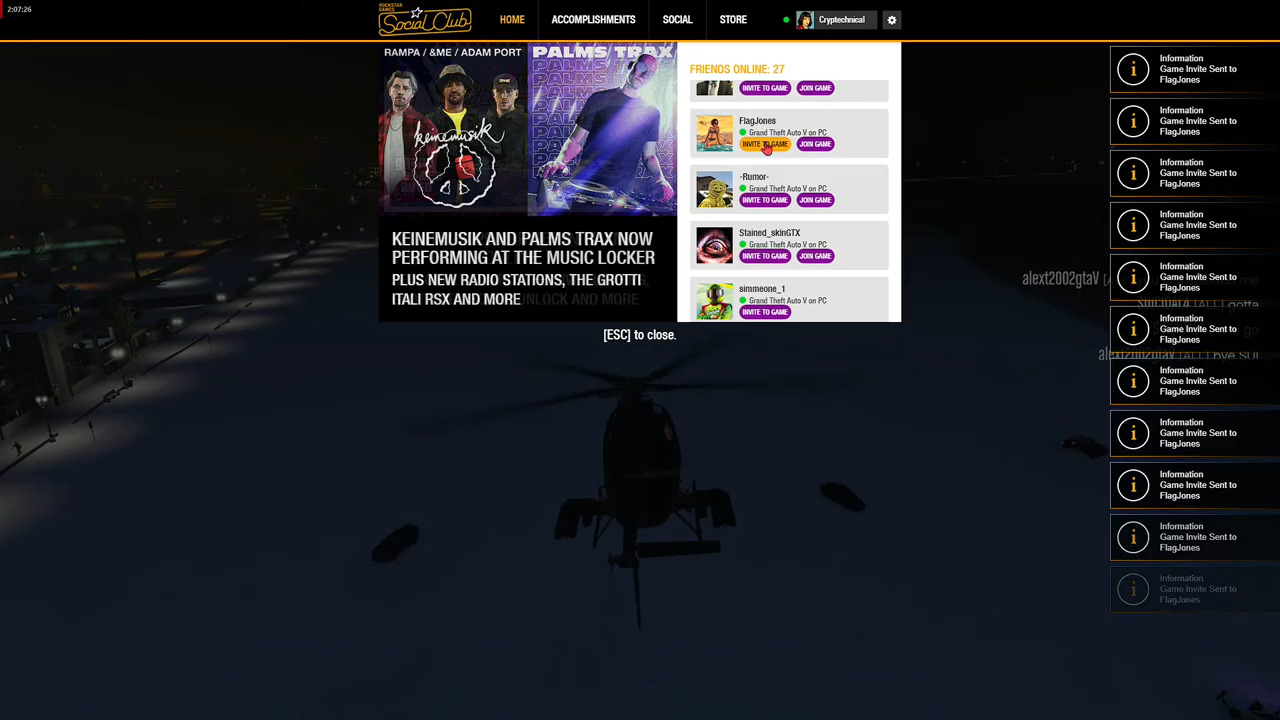 2:07:26
ROCKSTAR
GAMES
Social Club
HOME
ACCOMPLISHMENTS
SOCIAL
STORE
Cryptechnical
RAMPA / &ME / ADAM PORT
keinemusik
PALMS TRAX
KEINEMUSIK AND PALMS TRAX NOW
PERFORMING AT THE MUSIC LOCKER
PLUS NEW RADIO STATIONS, THE GROTTI
ITALI RSX AND MORE
FRIENDS ONLINE: 27
INVITE TO GAME JOIN GAME
FlagJones
Grand Theft Auto V on PC
INVITE TO GAME JOIN GAME
-Rumor-
Grand Theft Auto V on PC
INVITE TO GAME JOIN GAME
Stained_skinGTX
Grand Theft Auto V on PC
INVITE TO GAME JOIN GAME
simmeone_1
Grand Theft Auto V on PC
INVITE TO GAME
[ESC] to close.
Information
Game Invite Sent to
FlagJones
Information
Game Invite Sent to
FlagJones
Information
Game Invite Sent to
FlagJones
Information
Game Invite Sent to
FlagJones
Information
Game Invite Sent to
FlagJones
Information
Game Invite Sent to
FlagJones
Information
Game Invite Sent to
FlagJones
Information
Game Invite Sent to
FlagJones
Information
Game Invite Sent to
FlagJones
Information
Game Invite Sent to
FlagJones
Information
Game Invite Sent to
FlagJones
alext2002gtav
gotta
go
alext2002gtav [ALL] bye